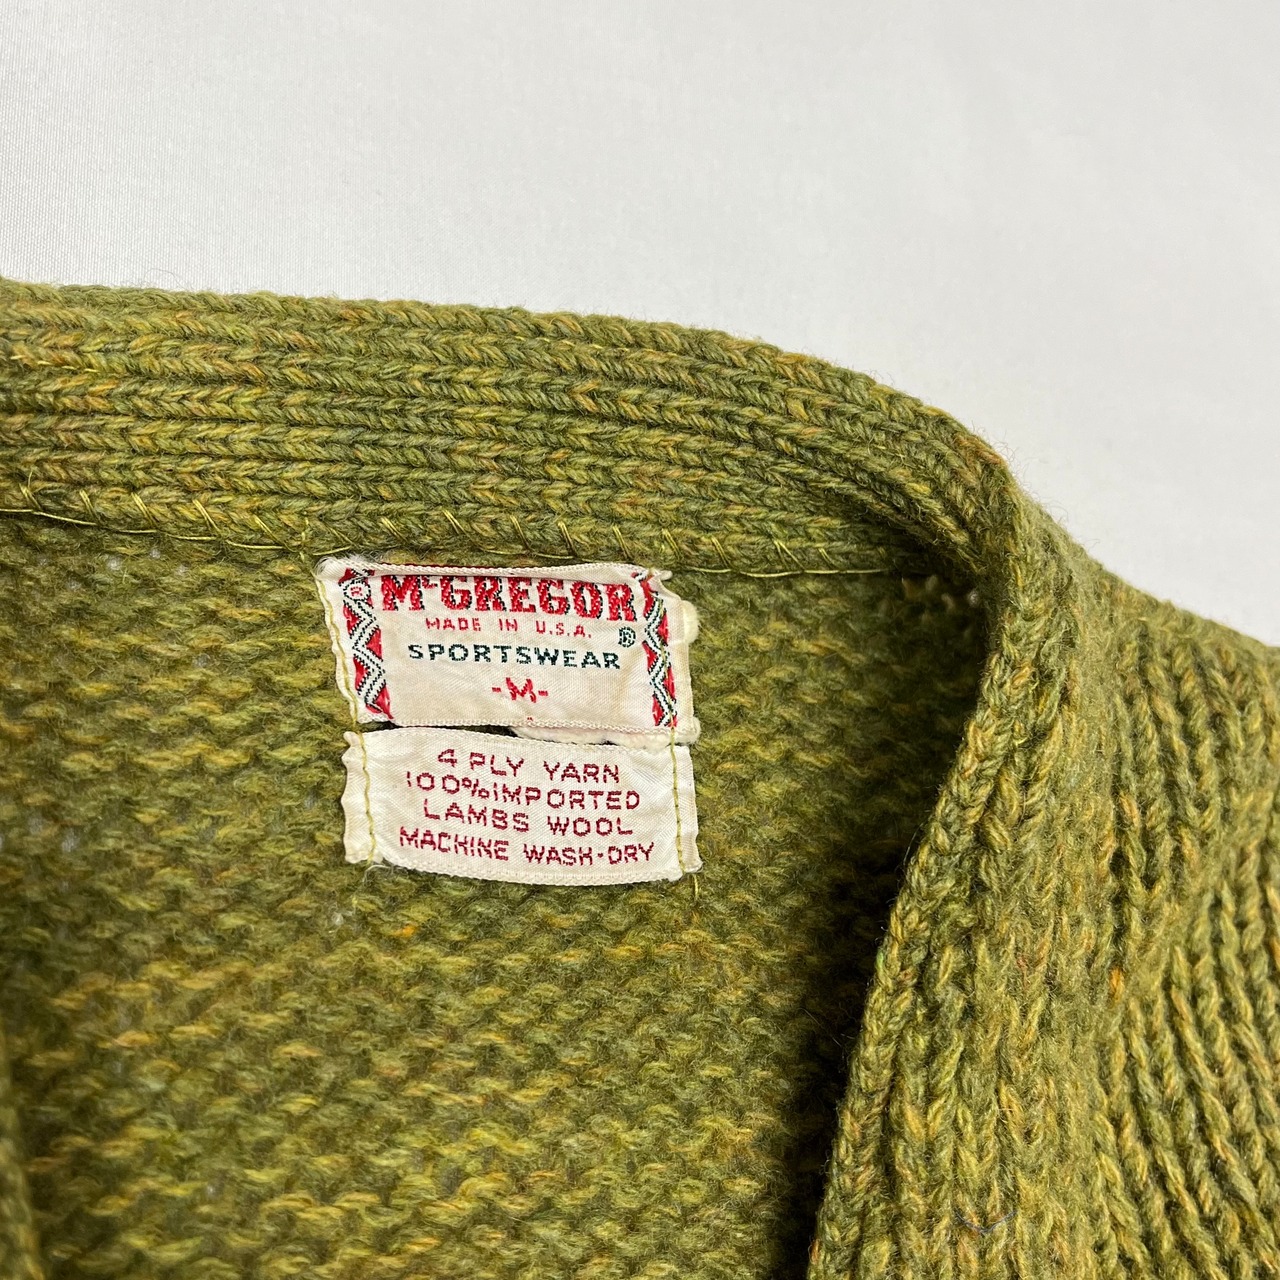 McGREGOR
MADE IN U.S.A.
SPORTSWEAR ®
-M-
4 PLY YARN
100% IMPORTED
LAMBS WOOL
MACHINE WASH-DRY